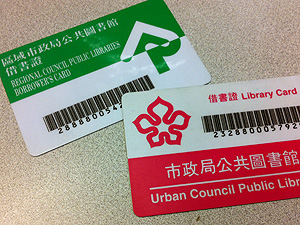 區域市政局公共圖書館
借書證
REGIONAL COUNCIL PUBLIC LIBRARIES
BORROWER'S CARD
借書證 Library Card
市政局公共圖書館
Urban Council Public